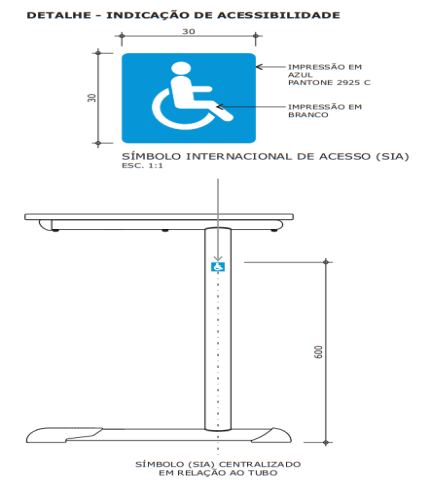 DETALHE - INDICAÇÃO DE ACESSIBILIDADE
30
30
IMPRESSÃO EM
AZUL
PANTONE 2925 C
IMPRESSÃO EM
BRANCO
SÍMBOLO INTERNACIONAL DE ACESSO (SIA)
ESC. 1:1
600
SÍMBOLO (SIA) CENTRALIZADO
EM RELAÇÃO AO TUBO